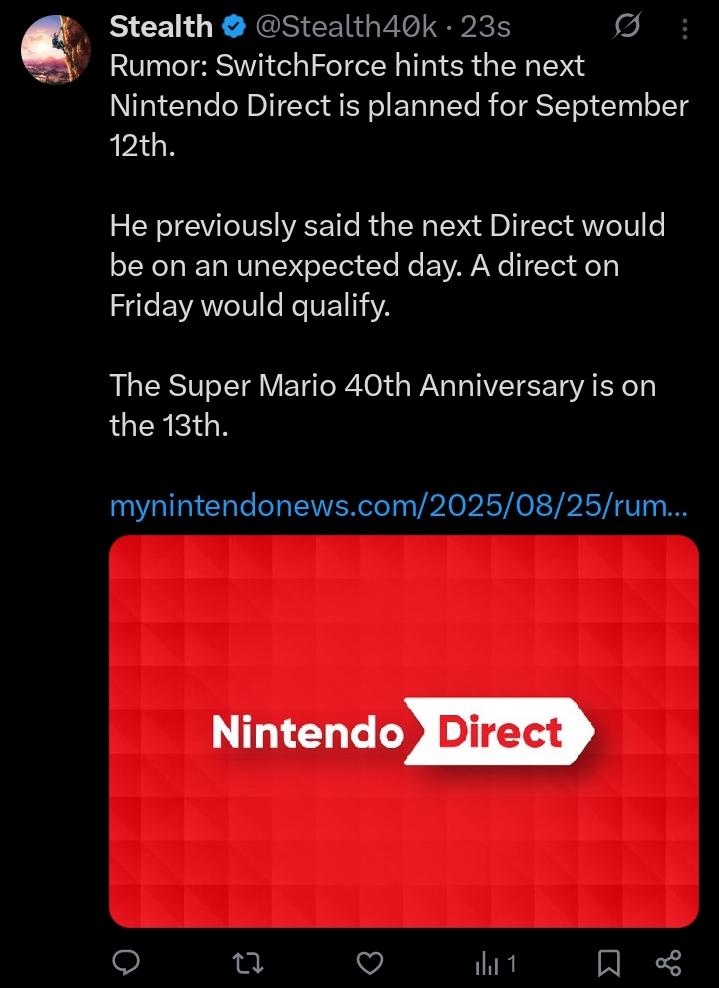 Stealth @Stealth40k · 23s
Rumor: SwitchForce hints the next
Nintendo Direct is planned for September
12th.
He previously said the next Direct would
be on an unexpected day. A direct on
Friday would qualify.
The Super Mario 40th Anniversary is on
the 13th.
mynintendonews.com/2025/08/25/rum...
Nintendo Direct
1